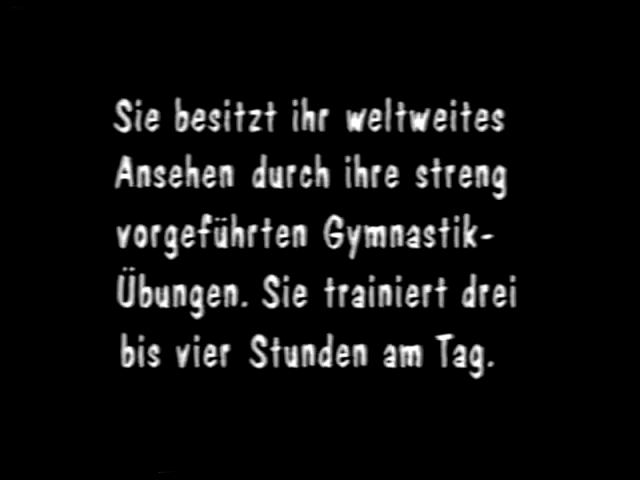 Sie besitzt ihr weltweites
Ansehen durch ihre streng
vorgeführten Gymnastik-
Übungen. Sie trainiert drei
bis vier Stunden am Tag.